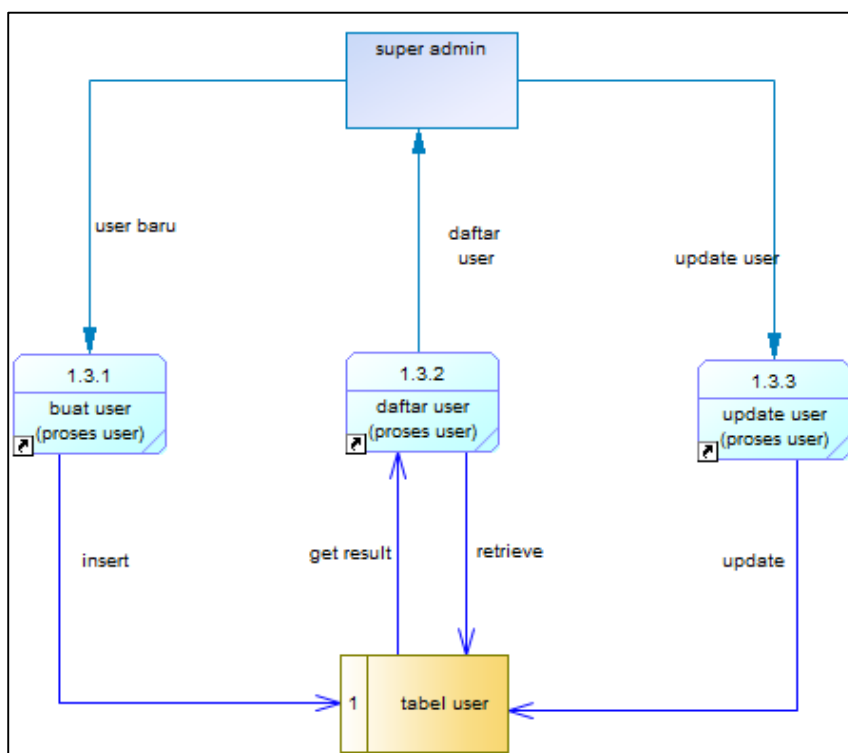 super admin
user baru
daftar
user
update user
1.3.1
buat user
(proses user)
1.3.2
daftar user
(proses user)
1.3.3
update user
(proses user)
insert
get result
retrieve
update
1
tabel user